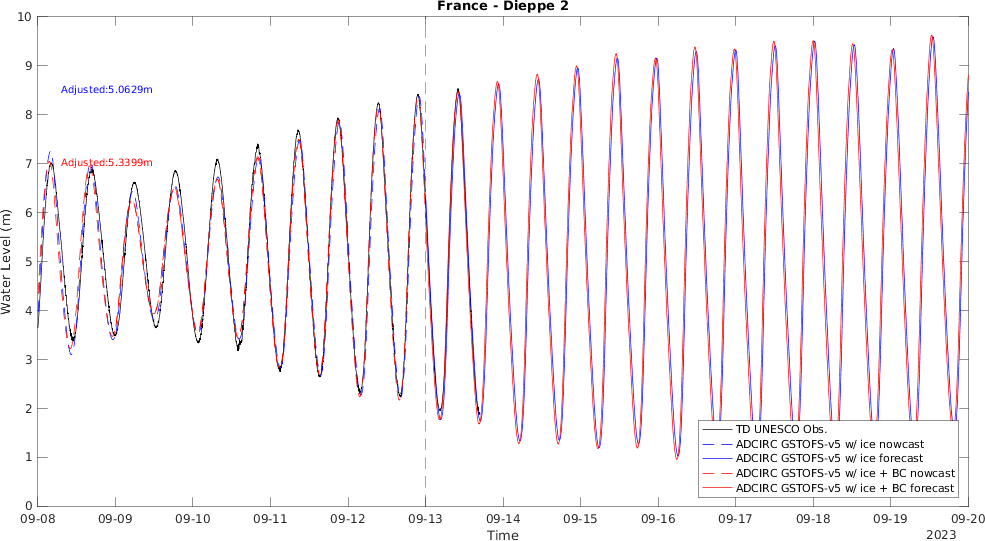 France - Dieppe 2
10
9
8
7
6
5
4
3
2
1
0
Water Level (m)
Adjusted:5.0629m
Adjusted:5.3399m
TD UNESCO Obs.
ADCIRC GSTOFS-v5 w/ ice nowcast
ADCIRC GSTOFS-v5 w/ ice forecast
ADCIRC GSTOFS-v5 w/ ice + BC nowcast
ADCIRC GSTOFS-v5 w/ ice + BC forecast
09-08 09-09 09-10 09-11 09-12 09-13 09-14 09-15 09-16 09-17 09-18 09-19 09-20
Time
2023